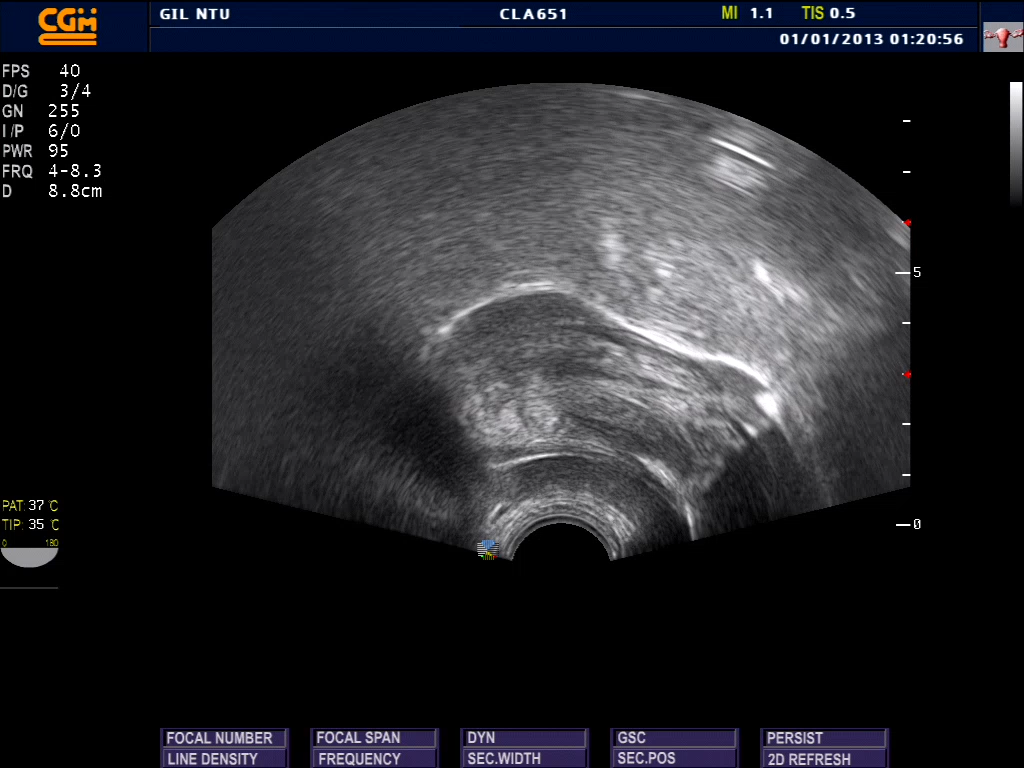 CGM
GIL NTU CLA651 MI 1.1 TIS 0.5
01/01/2013 01:20:56
FPS 40
D/G 3/4
GN 255
I/P 6/0
PWR 95
FRQ 4-8.3
D 8.8cm
5
PAT: 37 °C
TIP: 35 °C
0 180
0
FOCAL NUMBER FOCAL SPAN DYN GSC PERSIST
LINE DENSITY FREQUENCY SEC.WIDTH SEC.POS 2D REFRESH